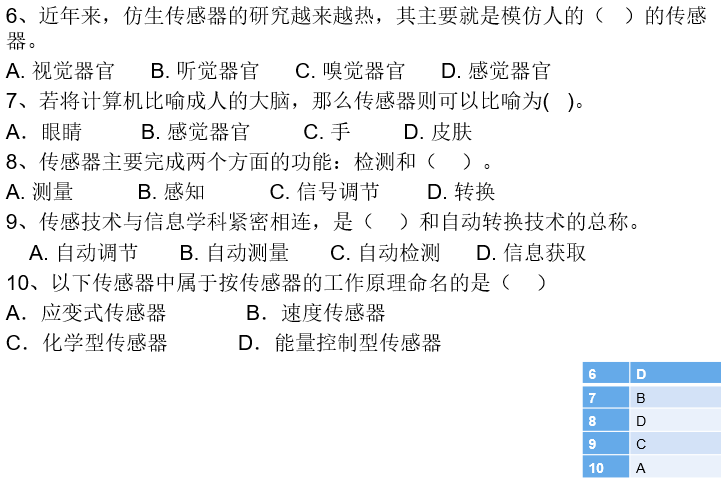 6、近年来，仿生传感器的研究越来越热，其主要就是模仿人的（　）的传感
器。
A. 视觉器官 B. 听觉器官 C. 嗅觉器官 D. 感觉器官
7、若将计算机比喻成人的大脑，那么传感器则可以比喻为( )。
A．眼睛 B. 感觉器官 C. 手 D. 皮肤
8、传感器主要完成两个方面的功能：检测和（　）。
A. 测量 B. 感知 C. 信号调节 D. 转换
9、传感技术与信息学科紧密相连，是（　）和自动转换技术的总称。
A. 自动调节 B. 自动测量 C. 自动检测 D. 信息获取
10、以下传感器中属于按传感器的工作原理命名的是（　）
A．应变式传感器 B．速度传感器
C．化学型传感器 D．能量控制型传感器
6 D
7 B
8 D
9 C
10 A